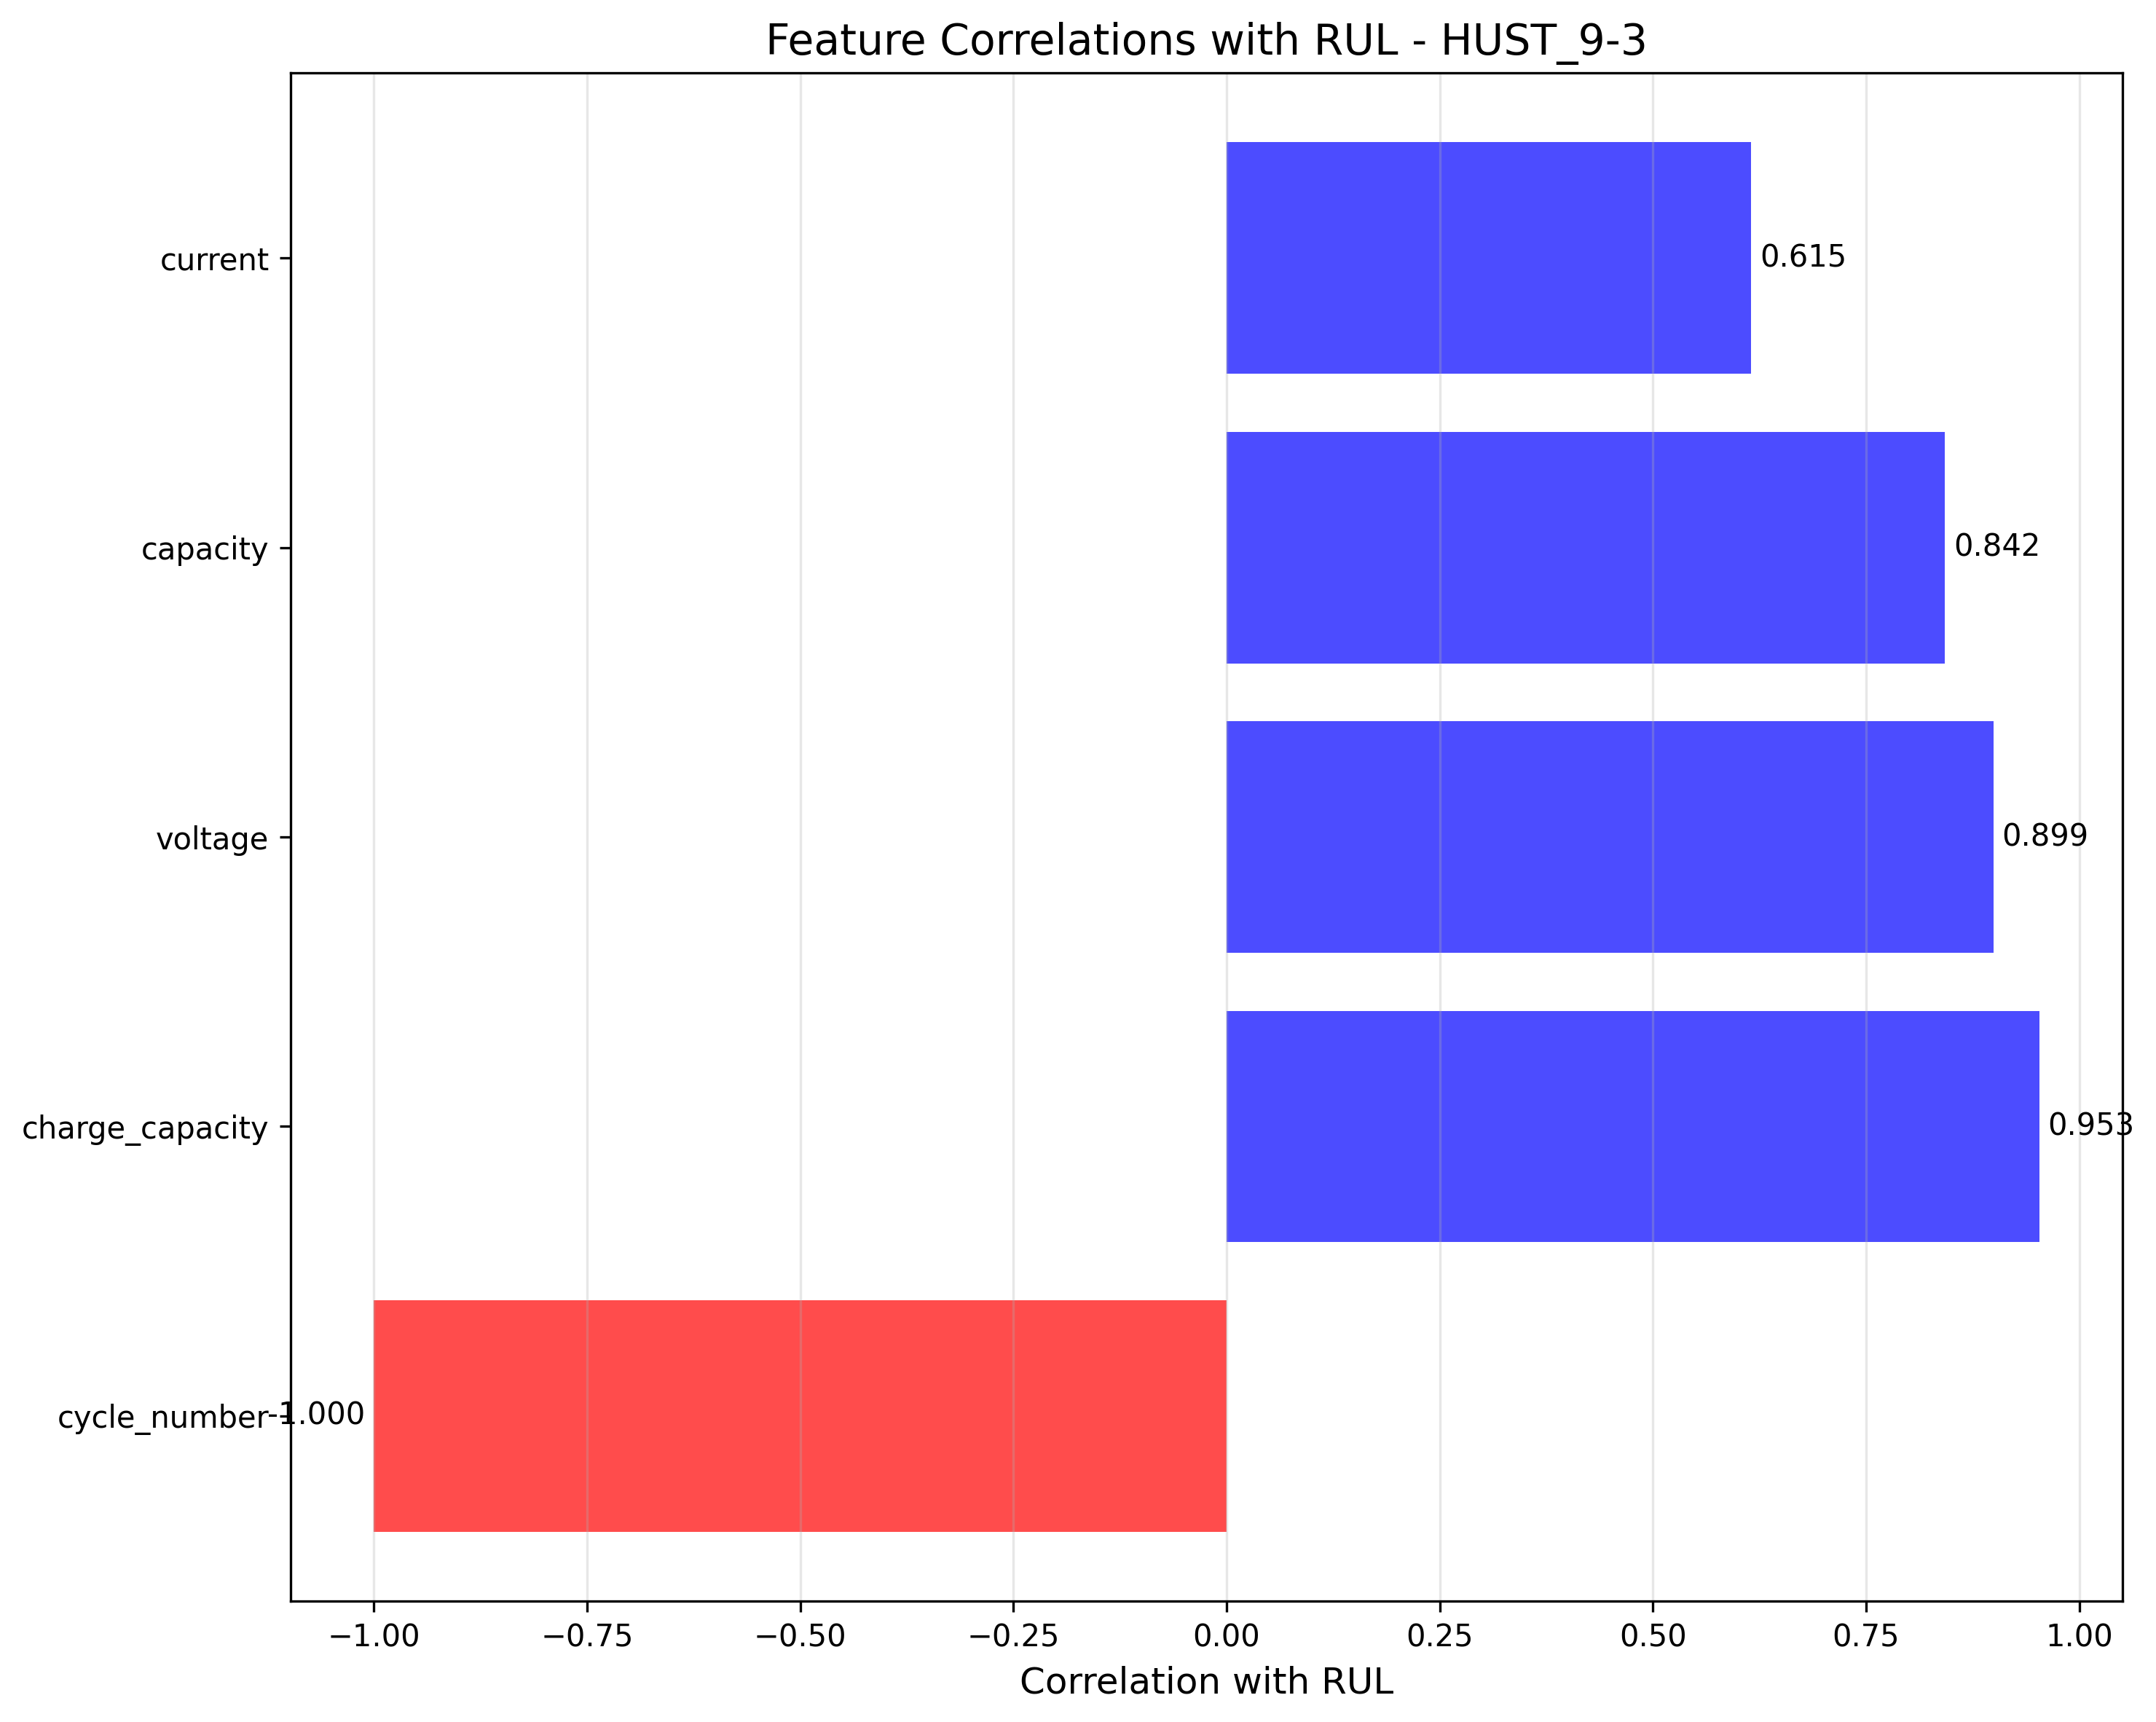 Feature Correlations with RUL - HUST_9-3
current
0.615
capacity
0.842
voltage
0.899
charge_capacity
0.953
cycle_number
-1.000
−1.00
−0.75
−0.50
−0.25
0.00
0.25
0.50
0.75
1.00
Correlation with RUL